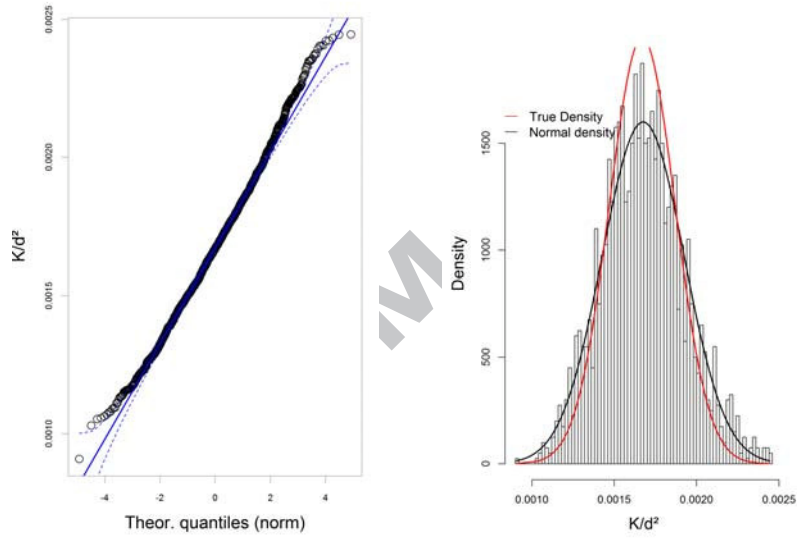 K/d²
0.0025
0.0020
0.0015
0.0010
-4 -2 0 2 4
Theor. quantiles (norm)
M
True Density
Normal density
Density
1500
1000
500
0
0.0010 0.0015 0.0020 0.0025
K/d²